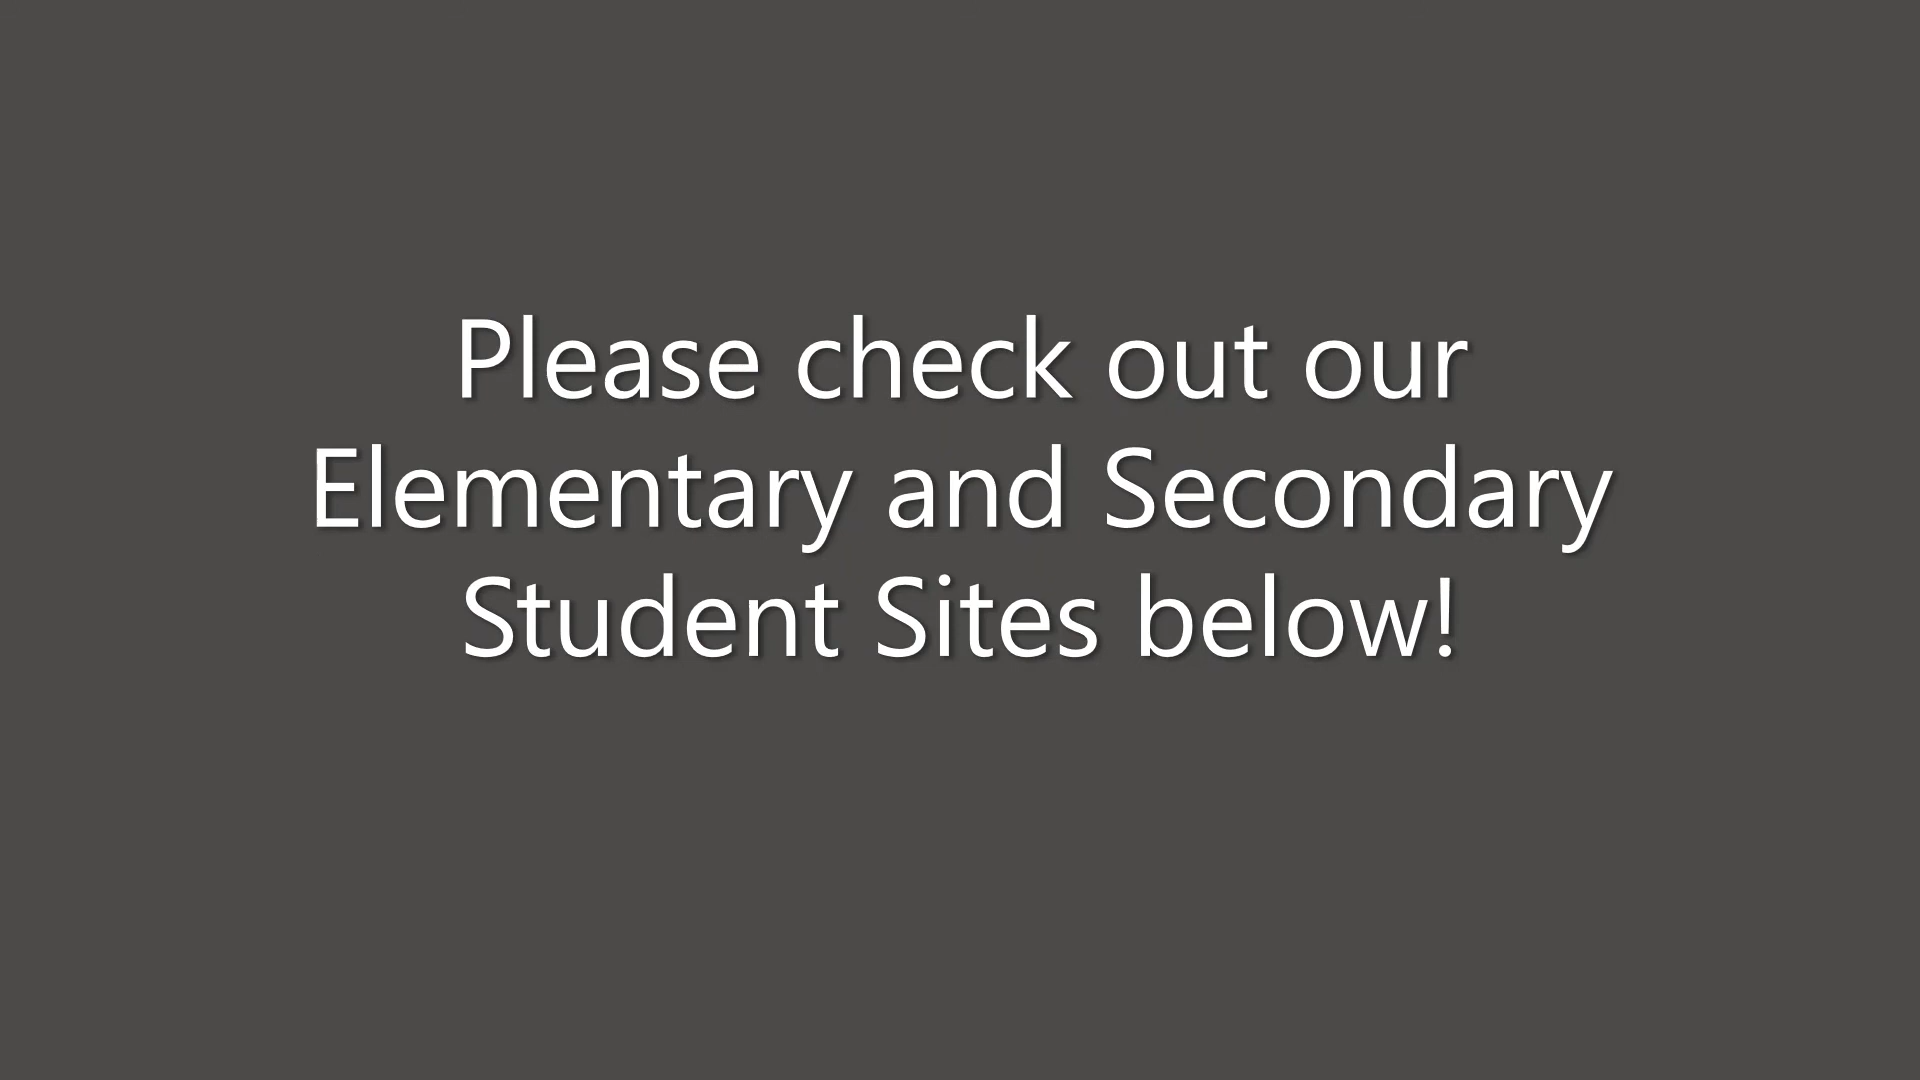 Please check out our
Elementary and Secondary
Student Sites below!